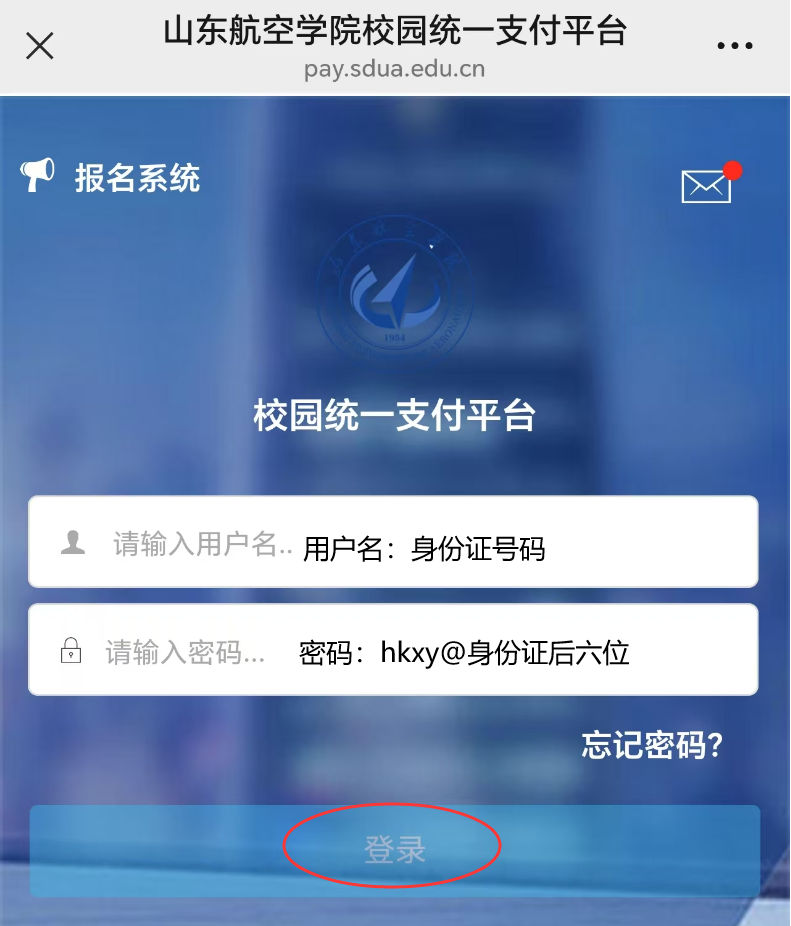 山东航空学院校园统一支付平台
pay.sdua.edu.cn
报名系统
1954
校园统一支付平台
请输入用户名.. 用户名：身份证号码
请输入密码... 密码：hkxy@身份证后六位
忘记密码？
登录